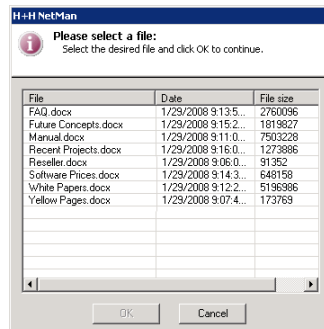 H+H NetMan
Please select a file:
Select the desired file and click OK to continue.
File Date File size
FAQ.docx 1/29/2008 9:13:5... 2760096
Future Concepts.docx 1/29/2008 9:15:2... 1819827
Manual.docx 1/29/2008 9:11:0... 7503228
Recent Projects.docx 1/29/2008 9:16:0... 1273886
Reseller.docx 1/29/2008 9:06:0... 91352
Software Prices.docx 1/29/2008 9:14:3... 648158
White Papers.docx 1/29/2008 9:12:2... 5196986
Yellow Pages.docx 1/29/2008 9:07:4... 173769
OK Cancel